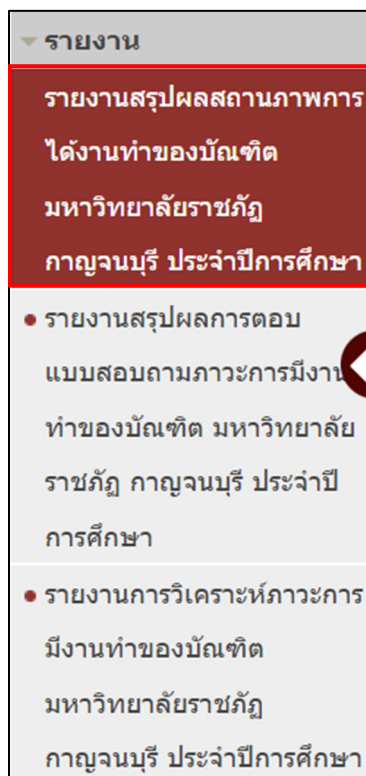 รายงาน
รายงานสรุปผลสถานภาพการ
ได้งานทำของบัณฑิต
มหาวิทยาลัยราชภัฏ
กาญจนบุรี ประจำปีการศึกษา
รายงานสรุปผลการตอบ
แบบสอบถามภาวะการมีงาน
ทำของบัณฑิต มหาวิทยาลัย
ราชภัฏ กาญจนบุรี ประจำปี
การศึกษา
รายงานการวิเคราะห์ภาวะการ
มีงานทำของบัณฑิต
มหาวิทยาลัยราชภัฏ
กาญจนบุรี ประจำปีการศึกษา